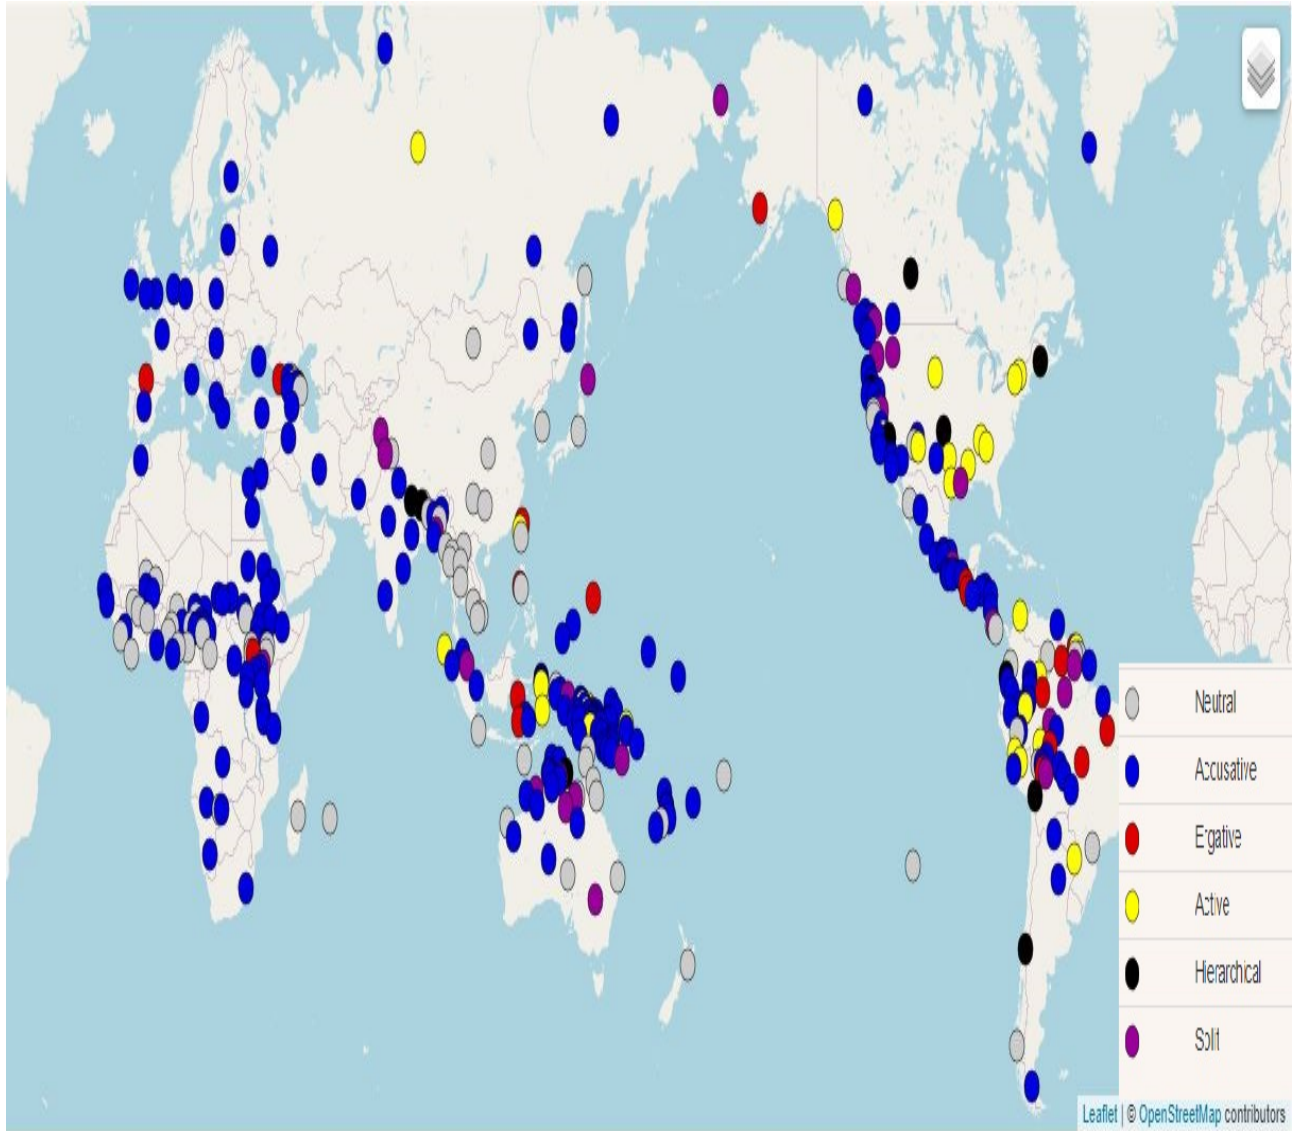 Neutral
Accusative
Ergative
Active
Hierarchical
Split
Leaflet | © OpenStreetMap contributors